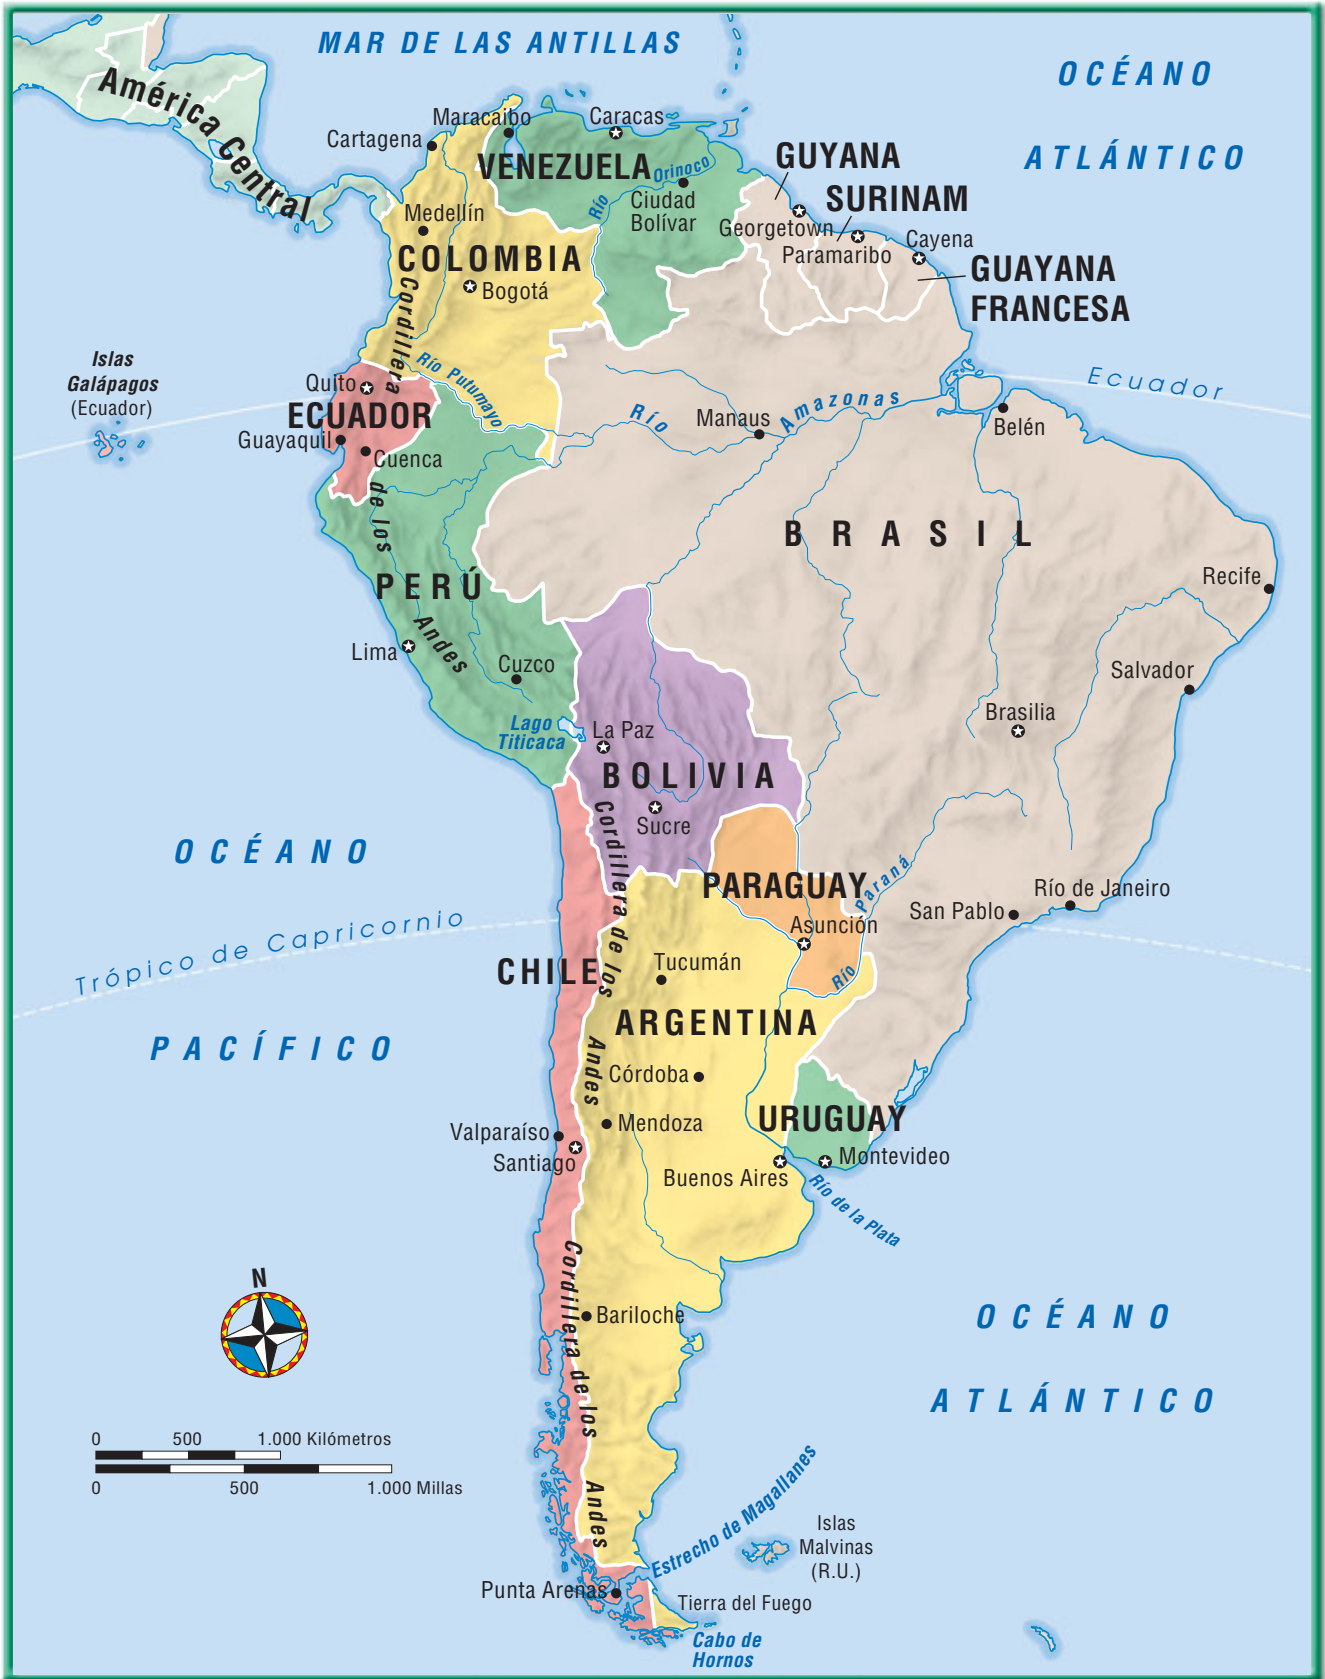 MAR DE LAS ANTILLAS
OCÉANO
ATLÁNTICO
América Central
Maracaibo
Caracas
Cartagena
VENEZUELA
Río Orinoco
Ciudad
Bolívar
GUYANA
SURINAM
Georgetown
Paramaribo
Cayena
GUAYANA
FRANCESA
Medellín
COLOMBIA
Bogotá
Cordillera de los Andes
Islas
Galápagos
(Ecuador)
Quito
ECUADOR
Guayaquil
Cuenca
Río Putumayo
Río Amazonas
Manaus
Belén
Ecuador
BRASIL
Recife
PERÚ
Lima
Cuzco
Salvador
Brasilia
Lago
Titicaca
La Paz
BOLIVIA
Sucre
Cordillera de los Andes
OCÉANO
PACÍFICO
Trópico de Capricornio
PARAGUAY
Asunción
Río Paraná
San Pablo
Río de Janeiro
CHILE
Tucumán
ARGENTINA
Córdoba
Mendoza
Valparaíso
Santiago
URUGUAY
Buenos Aires
Montevideo
Río de la Plata
N
Cordillera de los Andes
Bariloche
OCÉANO
ATLÁNTICO
0 500 1.000 Kilómetros
0 500 1.000 Millas
Estrecho de Magallanes
Islas
Malvinas
(R.U.)
Punta Arenas
Tierra del Fuego
Cabo de
Hornos